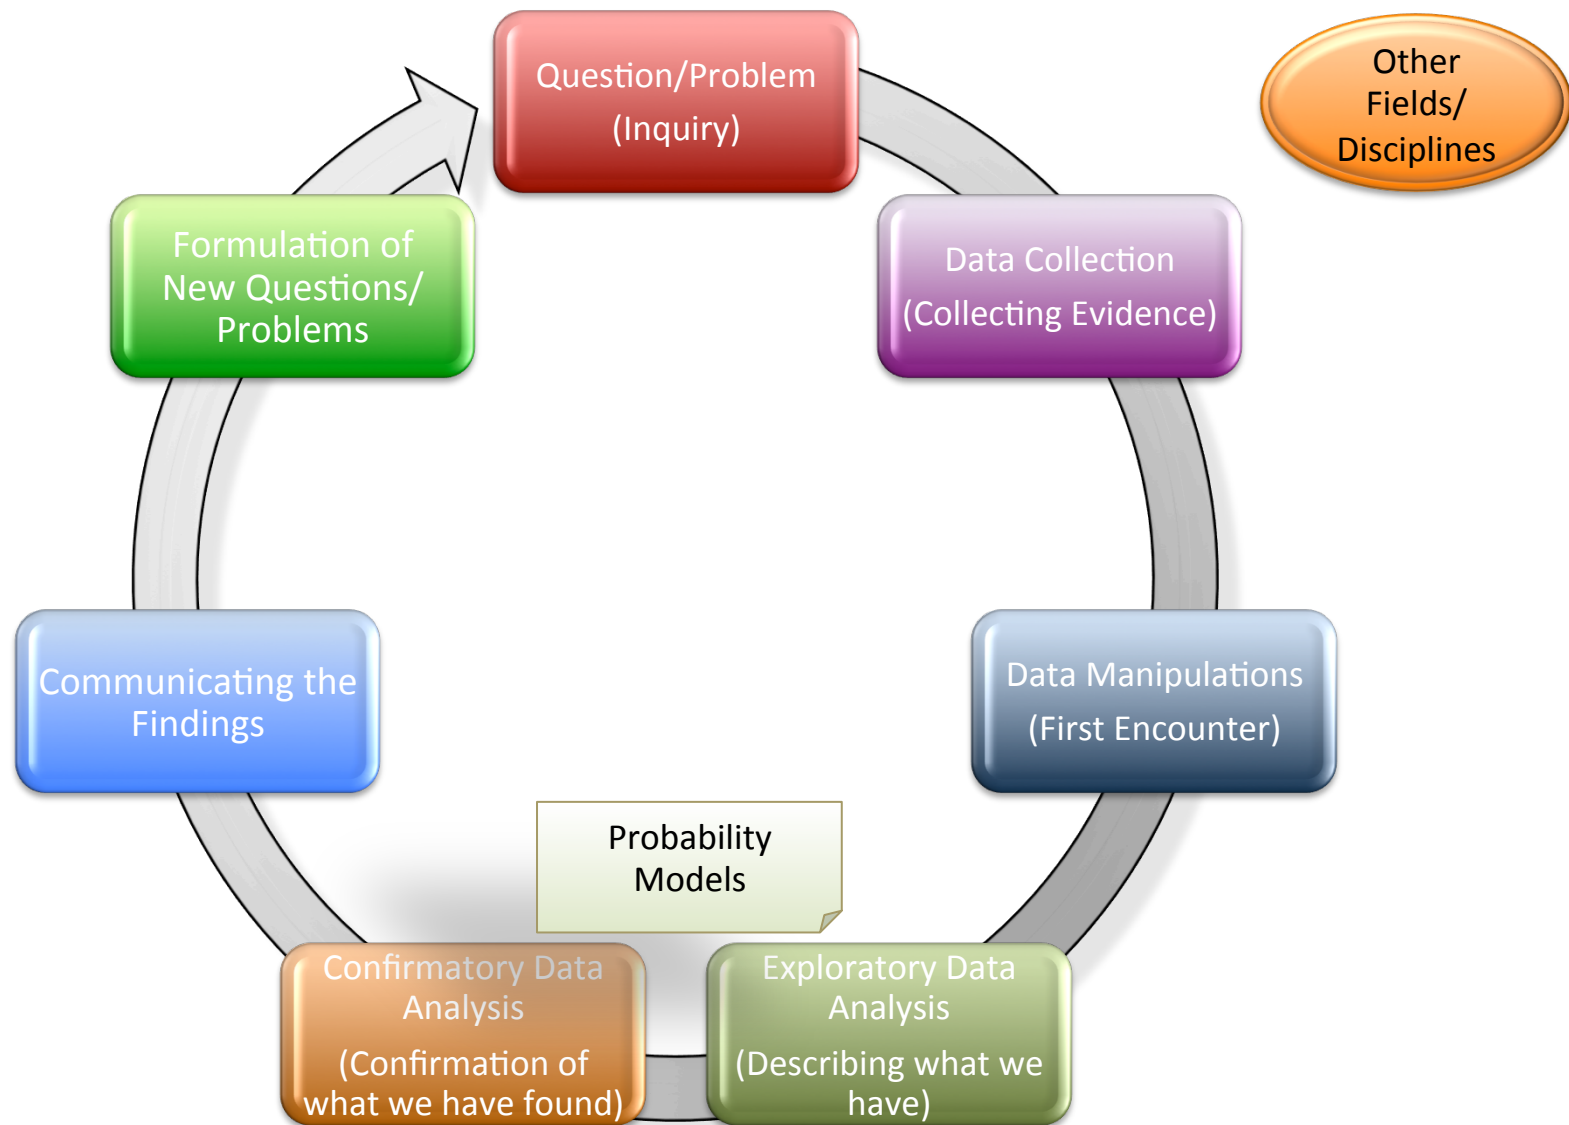 Question/Problem
(Inquiry)
Other
Fields/
Disciplines
Data Collection
(Collecting Evidence)
Data Manipulations
(First Encounter)
Exploratory Data
Analysis
(Describing what we
have)
Probability
Models
Confirmatory Data
Analysis
(Confirmation of
what we have found)
Communicating the
Findings
Formulation of
New Questions/
Problems